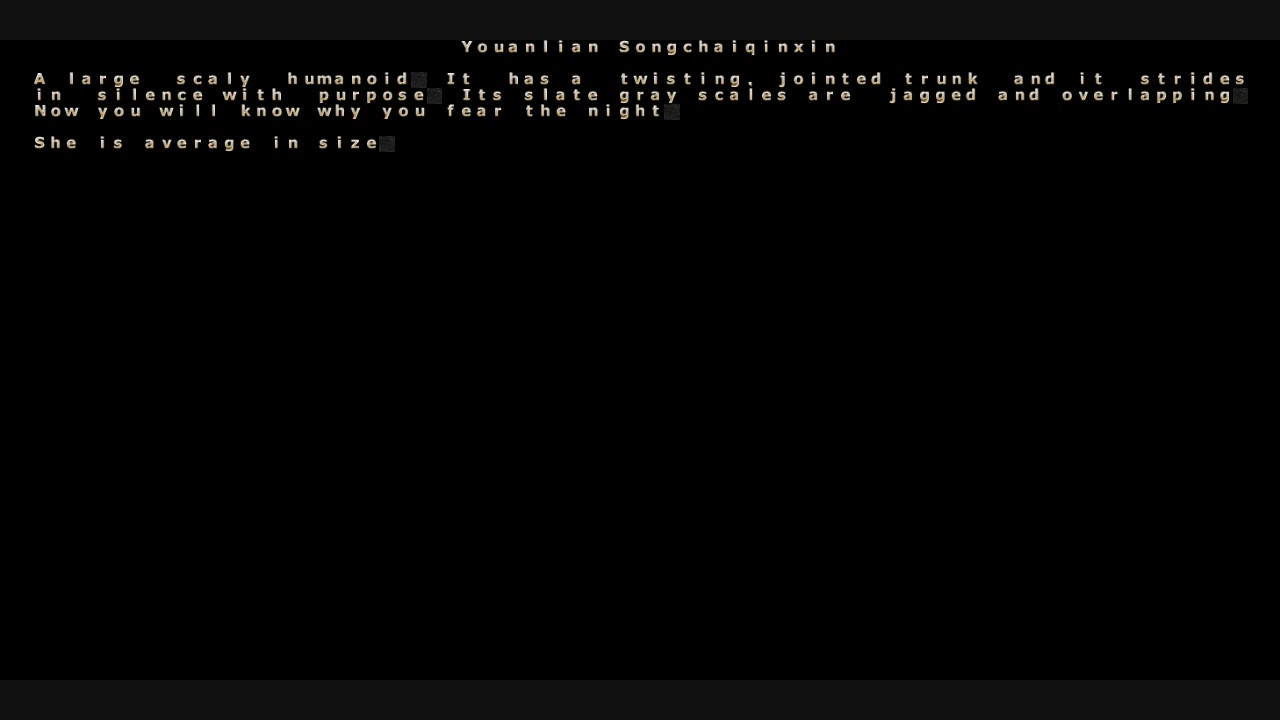 Youanlian Songchaiqinxin
A large scaly humanoid It has a twisting, jointed trunk and it strides
in silence with purpose Its slate gray scales are jagged and overlapping
Now you will know why you fear the night
She is average in size